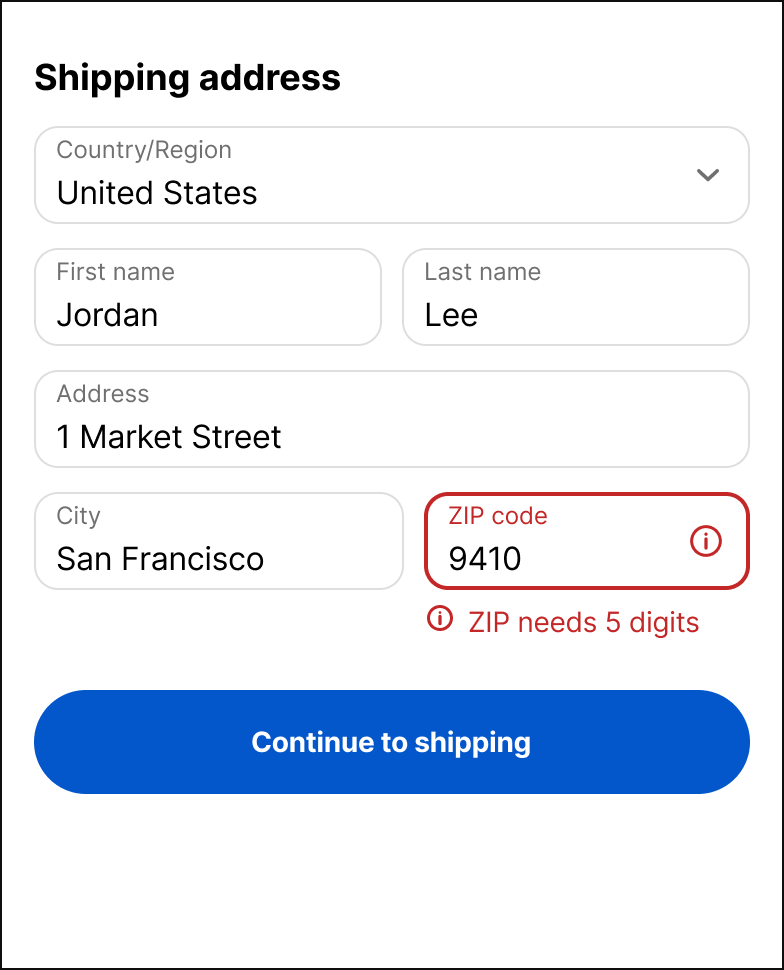 Shipping address
Country/Region
United States
First name
Jordan
Last name
Lee
Address
1 Market Street
City
San Francisco
ZIP code
9410
ZIP needs 5 digits
Continue to shipping